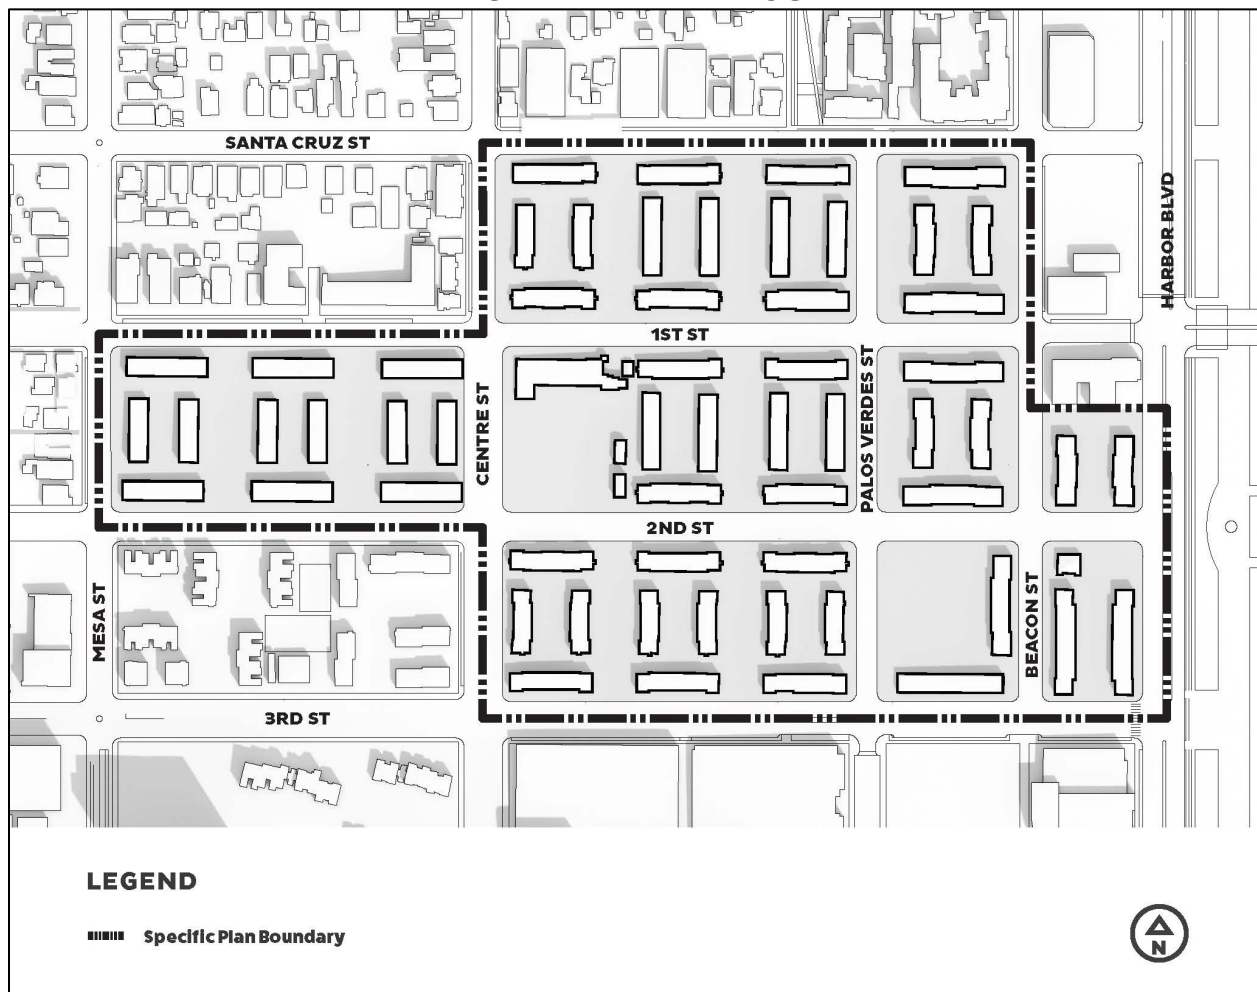 SANTA CRUZ ST
HARBOR BLVD
1ST ST
CENTRE ST
PALOS VERDES ST
2ND ST
MESA ST
BEACON ST
3RD ST
LEGEND
Specific Plan Boundary
N